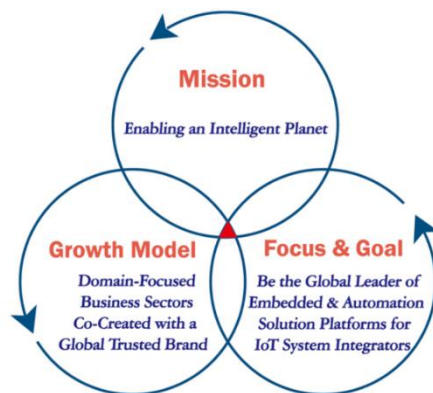 Mission
Enabling an Intelligent Planet
Growth Model
Domain-Focused
Business Sectors
Co-Created with a
Global Trusted Brand
Focus & Goal
Be the Global Leader of
Embedded & Automation
Solution Platforms for
IoT System Integrators